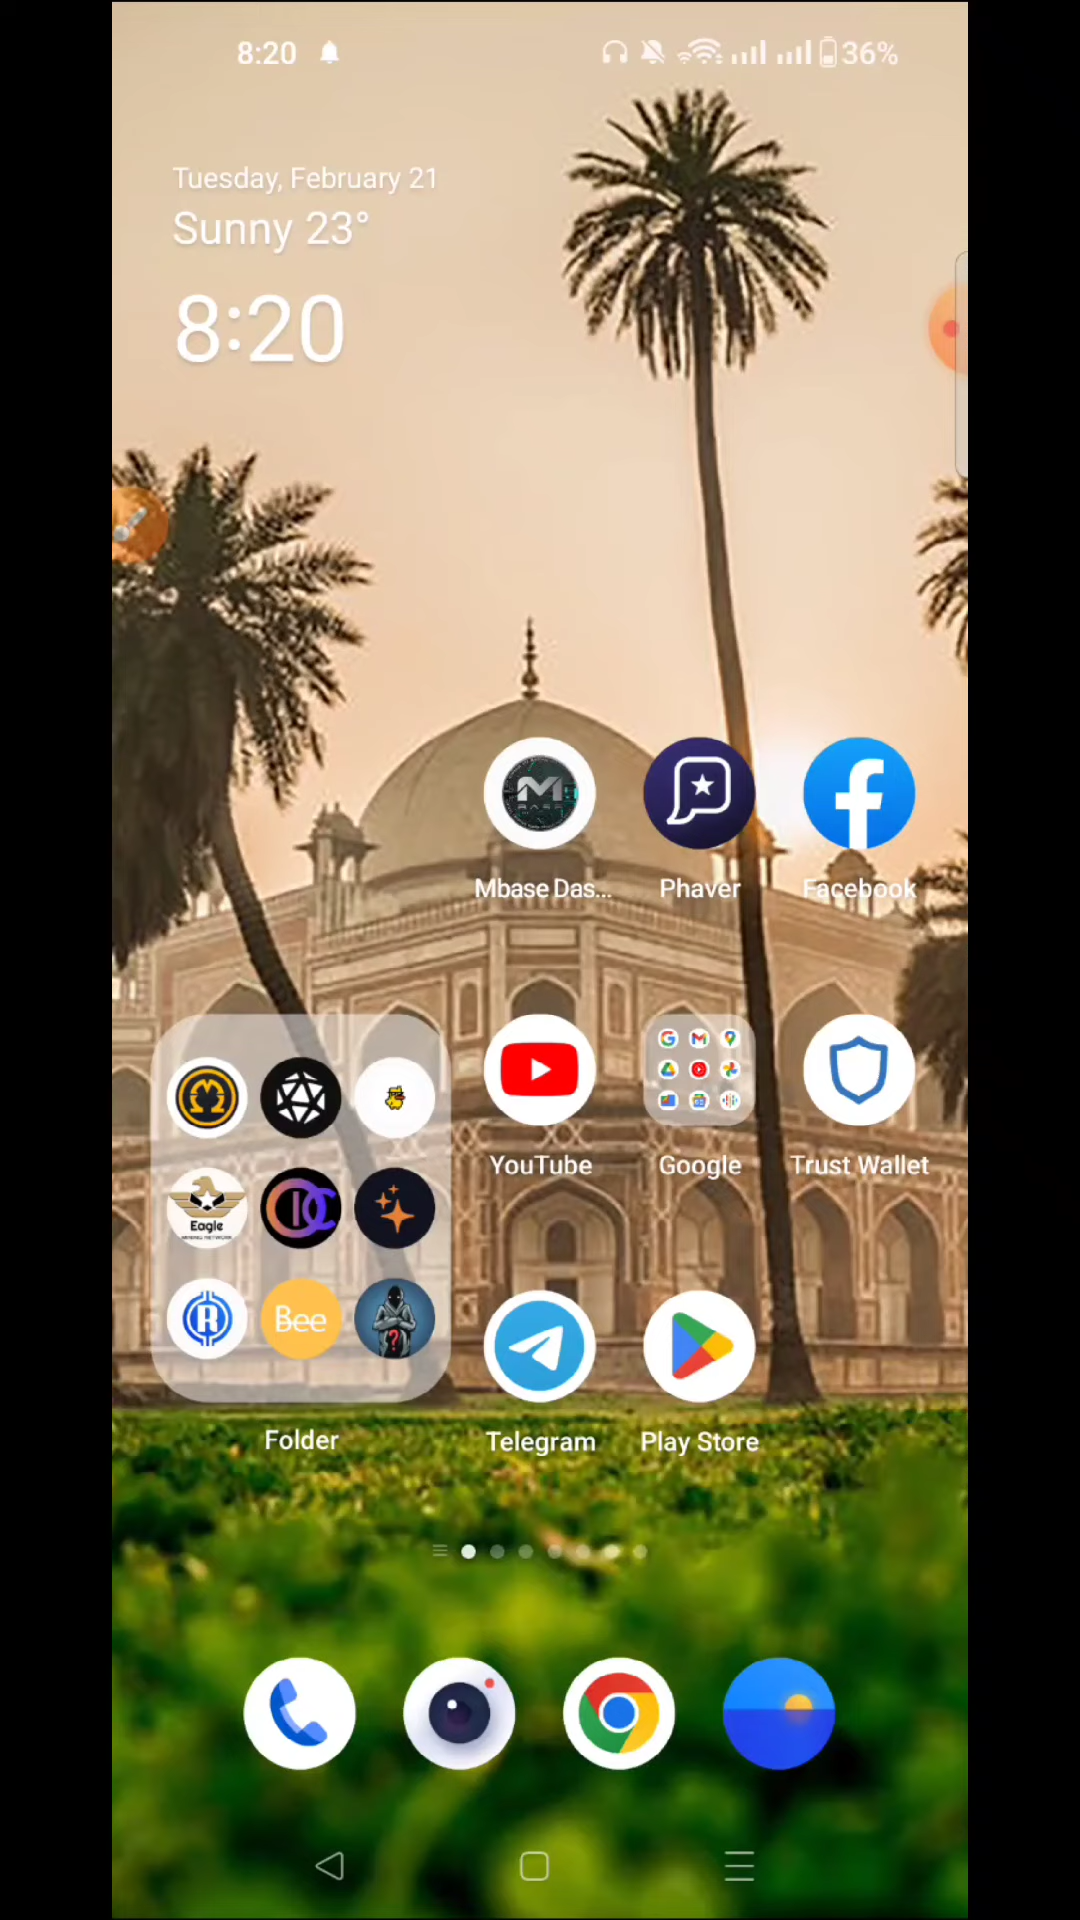 8:20
36%
Tuesday, February 21
Sunny 23°
8:20
Mbase Das...
Phaver
Facebook
Eagle
Bee
YouTube
Google
Trust Wallet
Folder
Telegram
Play Store